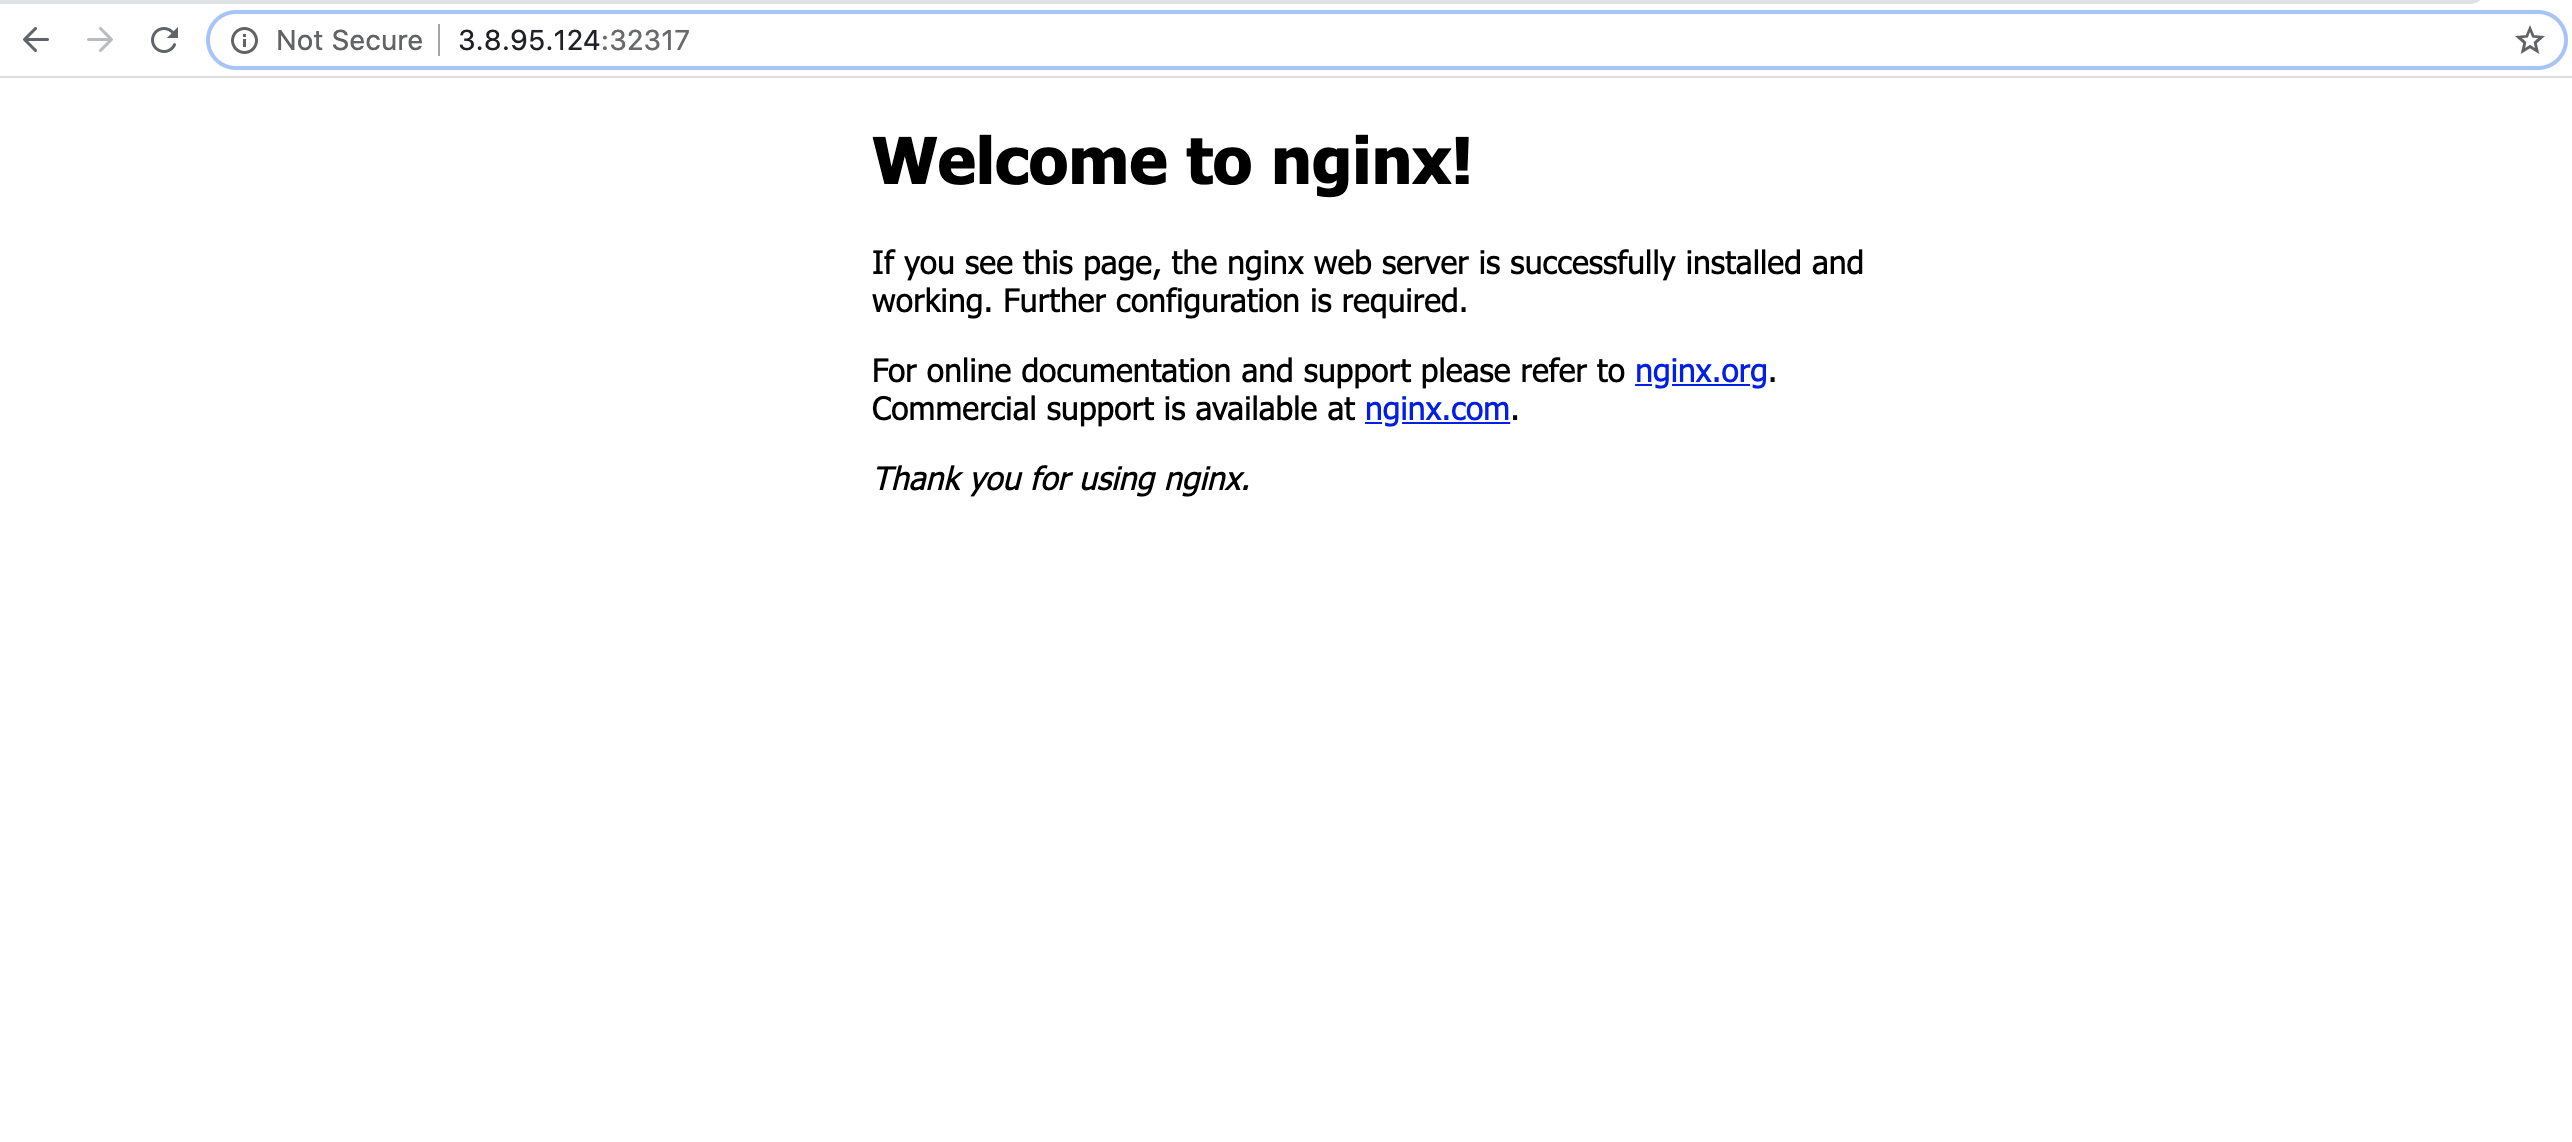 Not Secure 3.8.95.124:32317
Welcome to nginx!
If you see this page, the nginx web server is successfully installed and
working. Further configuration is required.
For online documentation and support please refer to nginx.org.
Commercial support is available at nginx.com.
Thank you for using nginx.